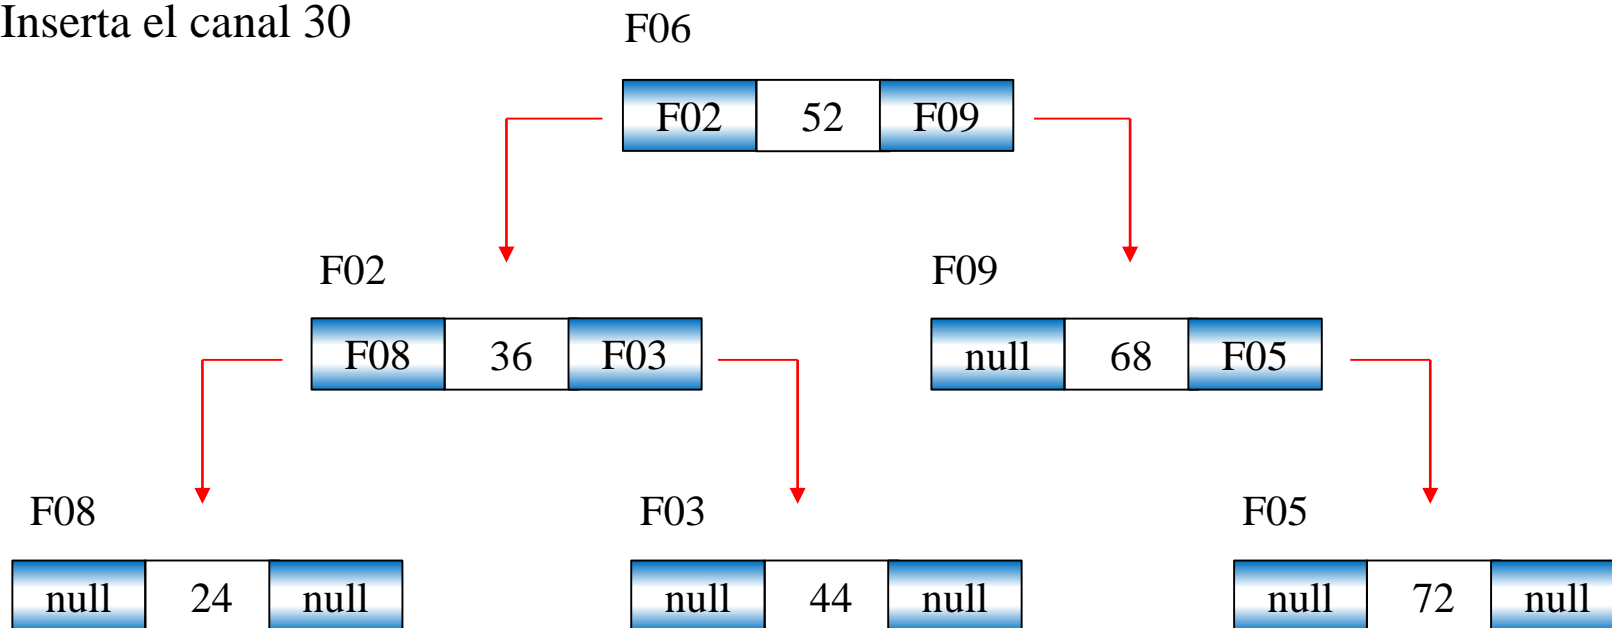 Inserta el canal 30
F06
F02 52 F09
F02
F09
F08 36 F03
null 68 F05
F08
F03
F05
null 24 null
null 44 null
null 72 null